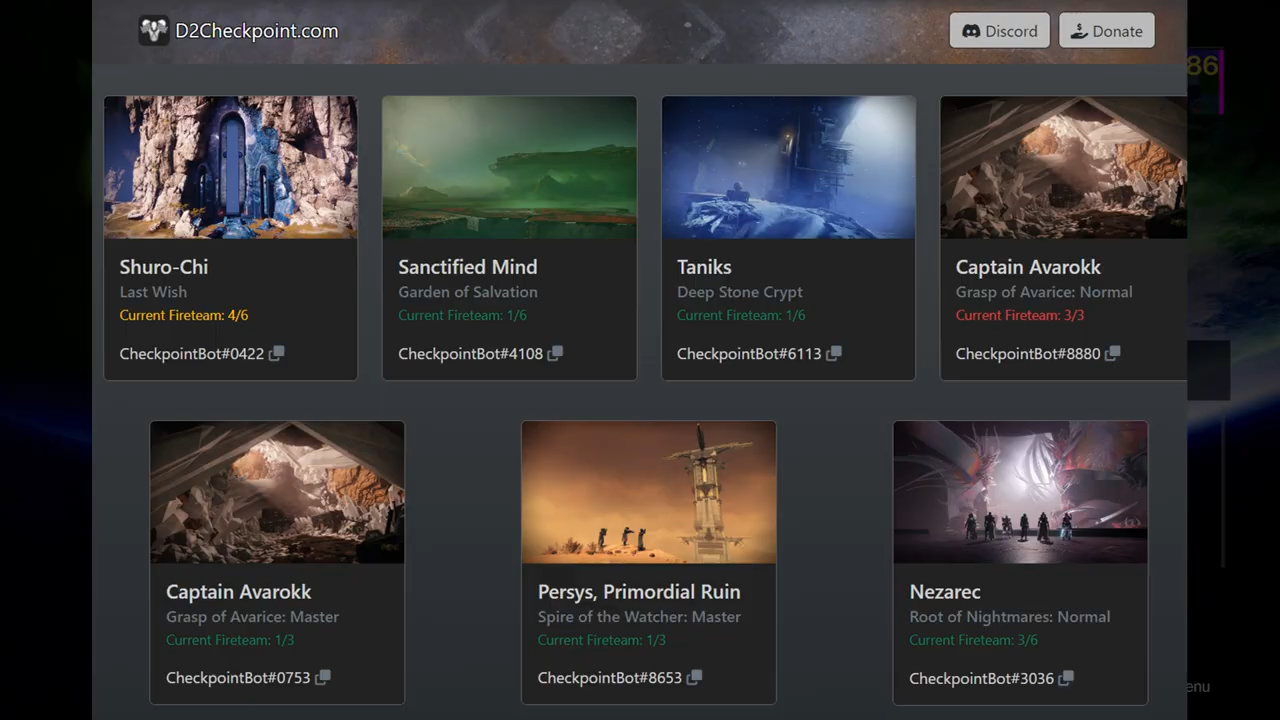 D2Checkpoint.com
Discord
Donate
86
Shuro-Chi
Last Wish
Current Fireteam: 4/6
CheckpointBot#0422
Sanctified Mind
Garden of Salvation
Current Fireteam: 1/6
CheckpointBot#4108
Taniks
Deep Stone Crypt
Current Fireteam: 1/6
CheckpointBot#6113
Captain Avarokk
Grasp of Avarice: Normal
Current Fireteam: 3/3
CheckpointBot#8880
Captain Avarokk
Grasp of Avarice: Master
Current Fireteam: 1/3
CheckpointBot#0753
Persys, Primordial Ruin
Spire of the Watcher: Master
Current Fireteam: 1/3
CheckpointBot#8653
Nezarec
Root of Nightmares: Normal
Current Fireteam: 3/6
CheckpointBot#3036
enu